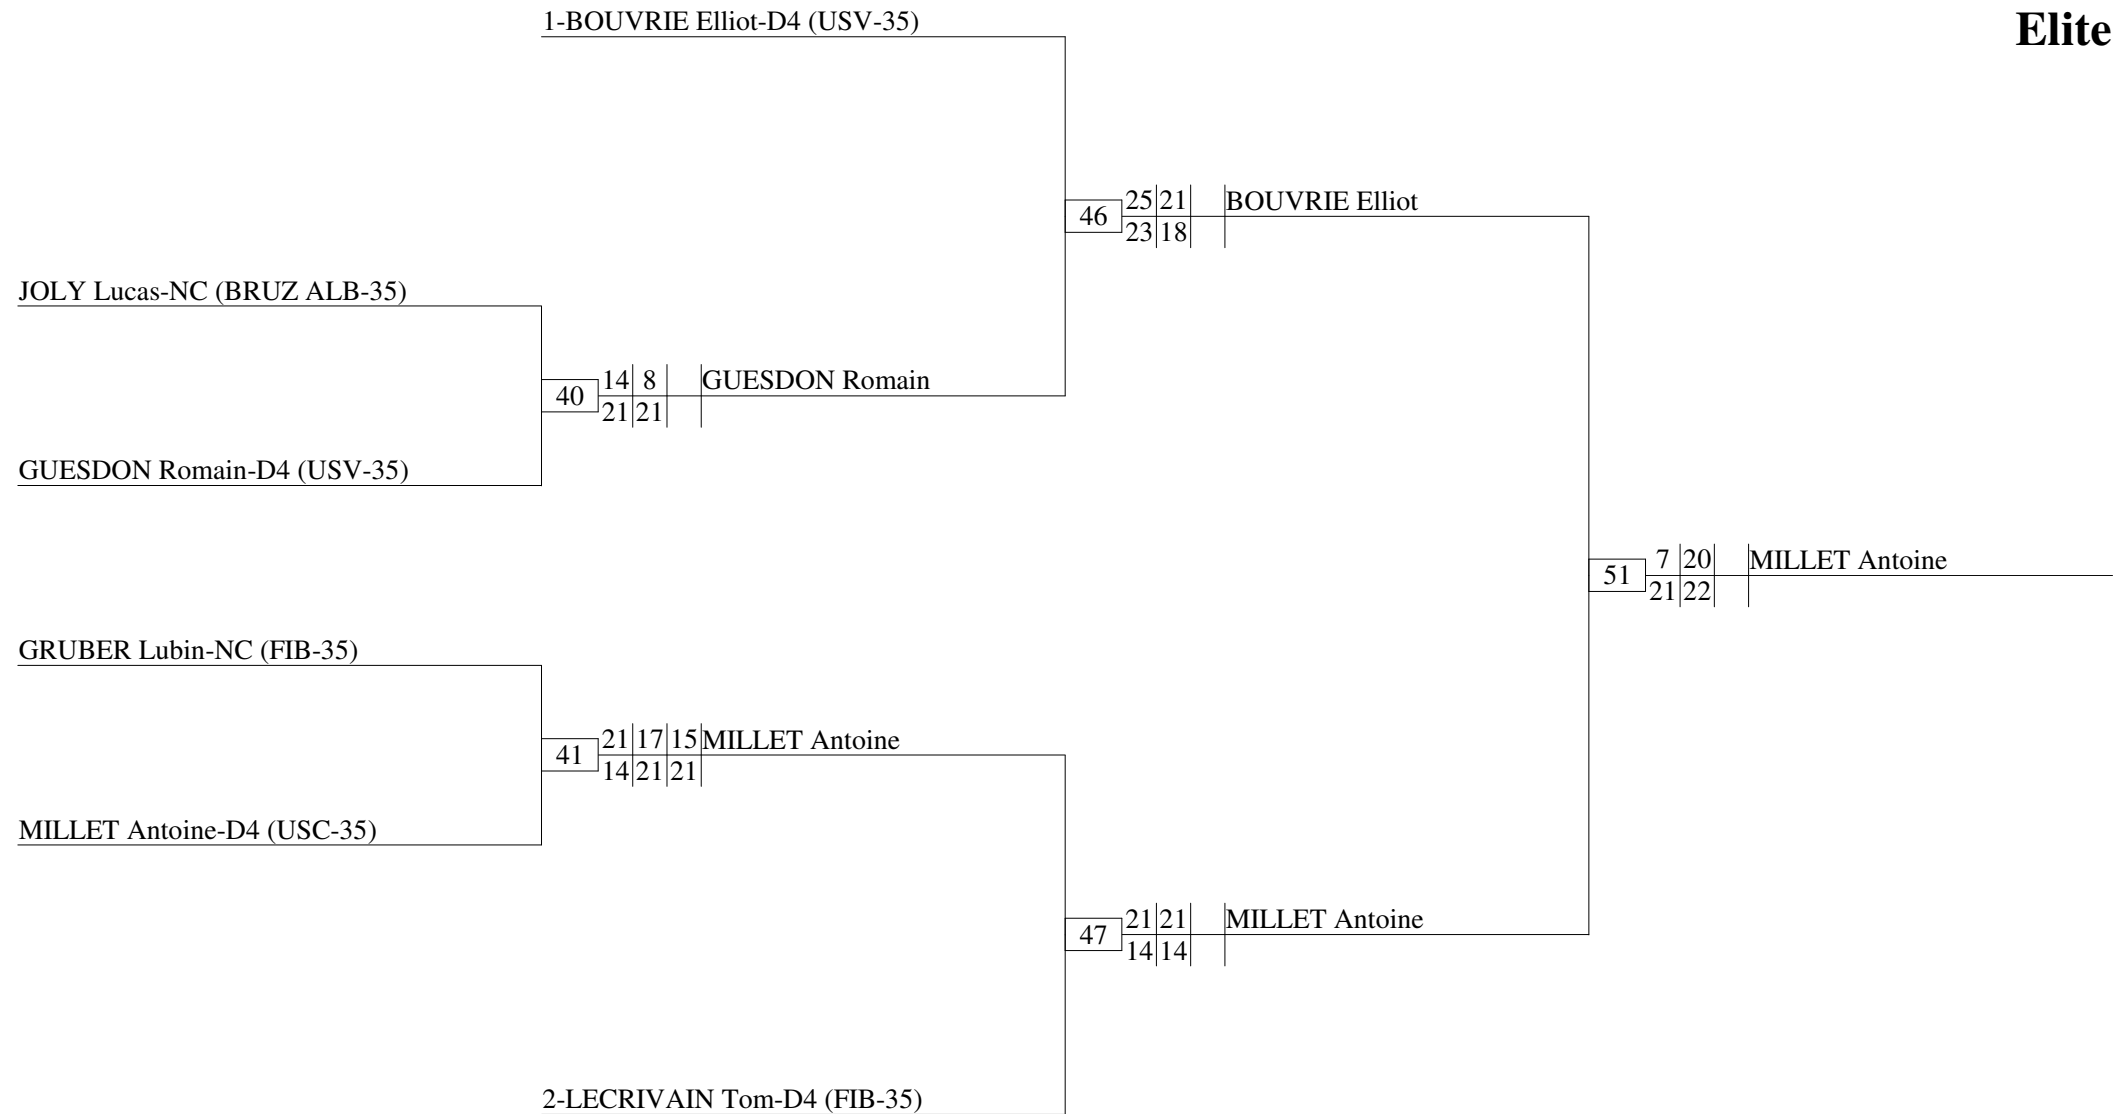 1-BOUVRIE Elliot-D4 (USV-35)
Elite
46 25 21 BOUVRIE Elliot
23 18
JOLY Lucas-NC (BRUZ ALB-35)
40 14 8 GUESDON Romain
21 21
GUESDON Romain-D4 (USV-35)
51 7 20 MILLET Antoine
21 22
GRUBER Lubin-NC (FIB-35)
41 21 17 15 MILLET Antoine
14 21 21
MILLET Antoine-D4 (USC-35)
47 21 21 MILLET Antoine
14 14
2-LECRIVAIN Tom-D4 (FIB-35)